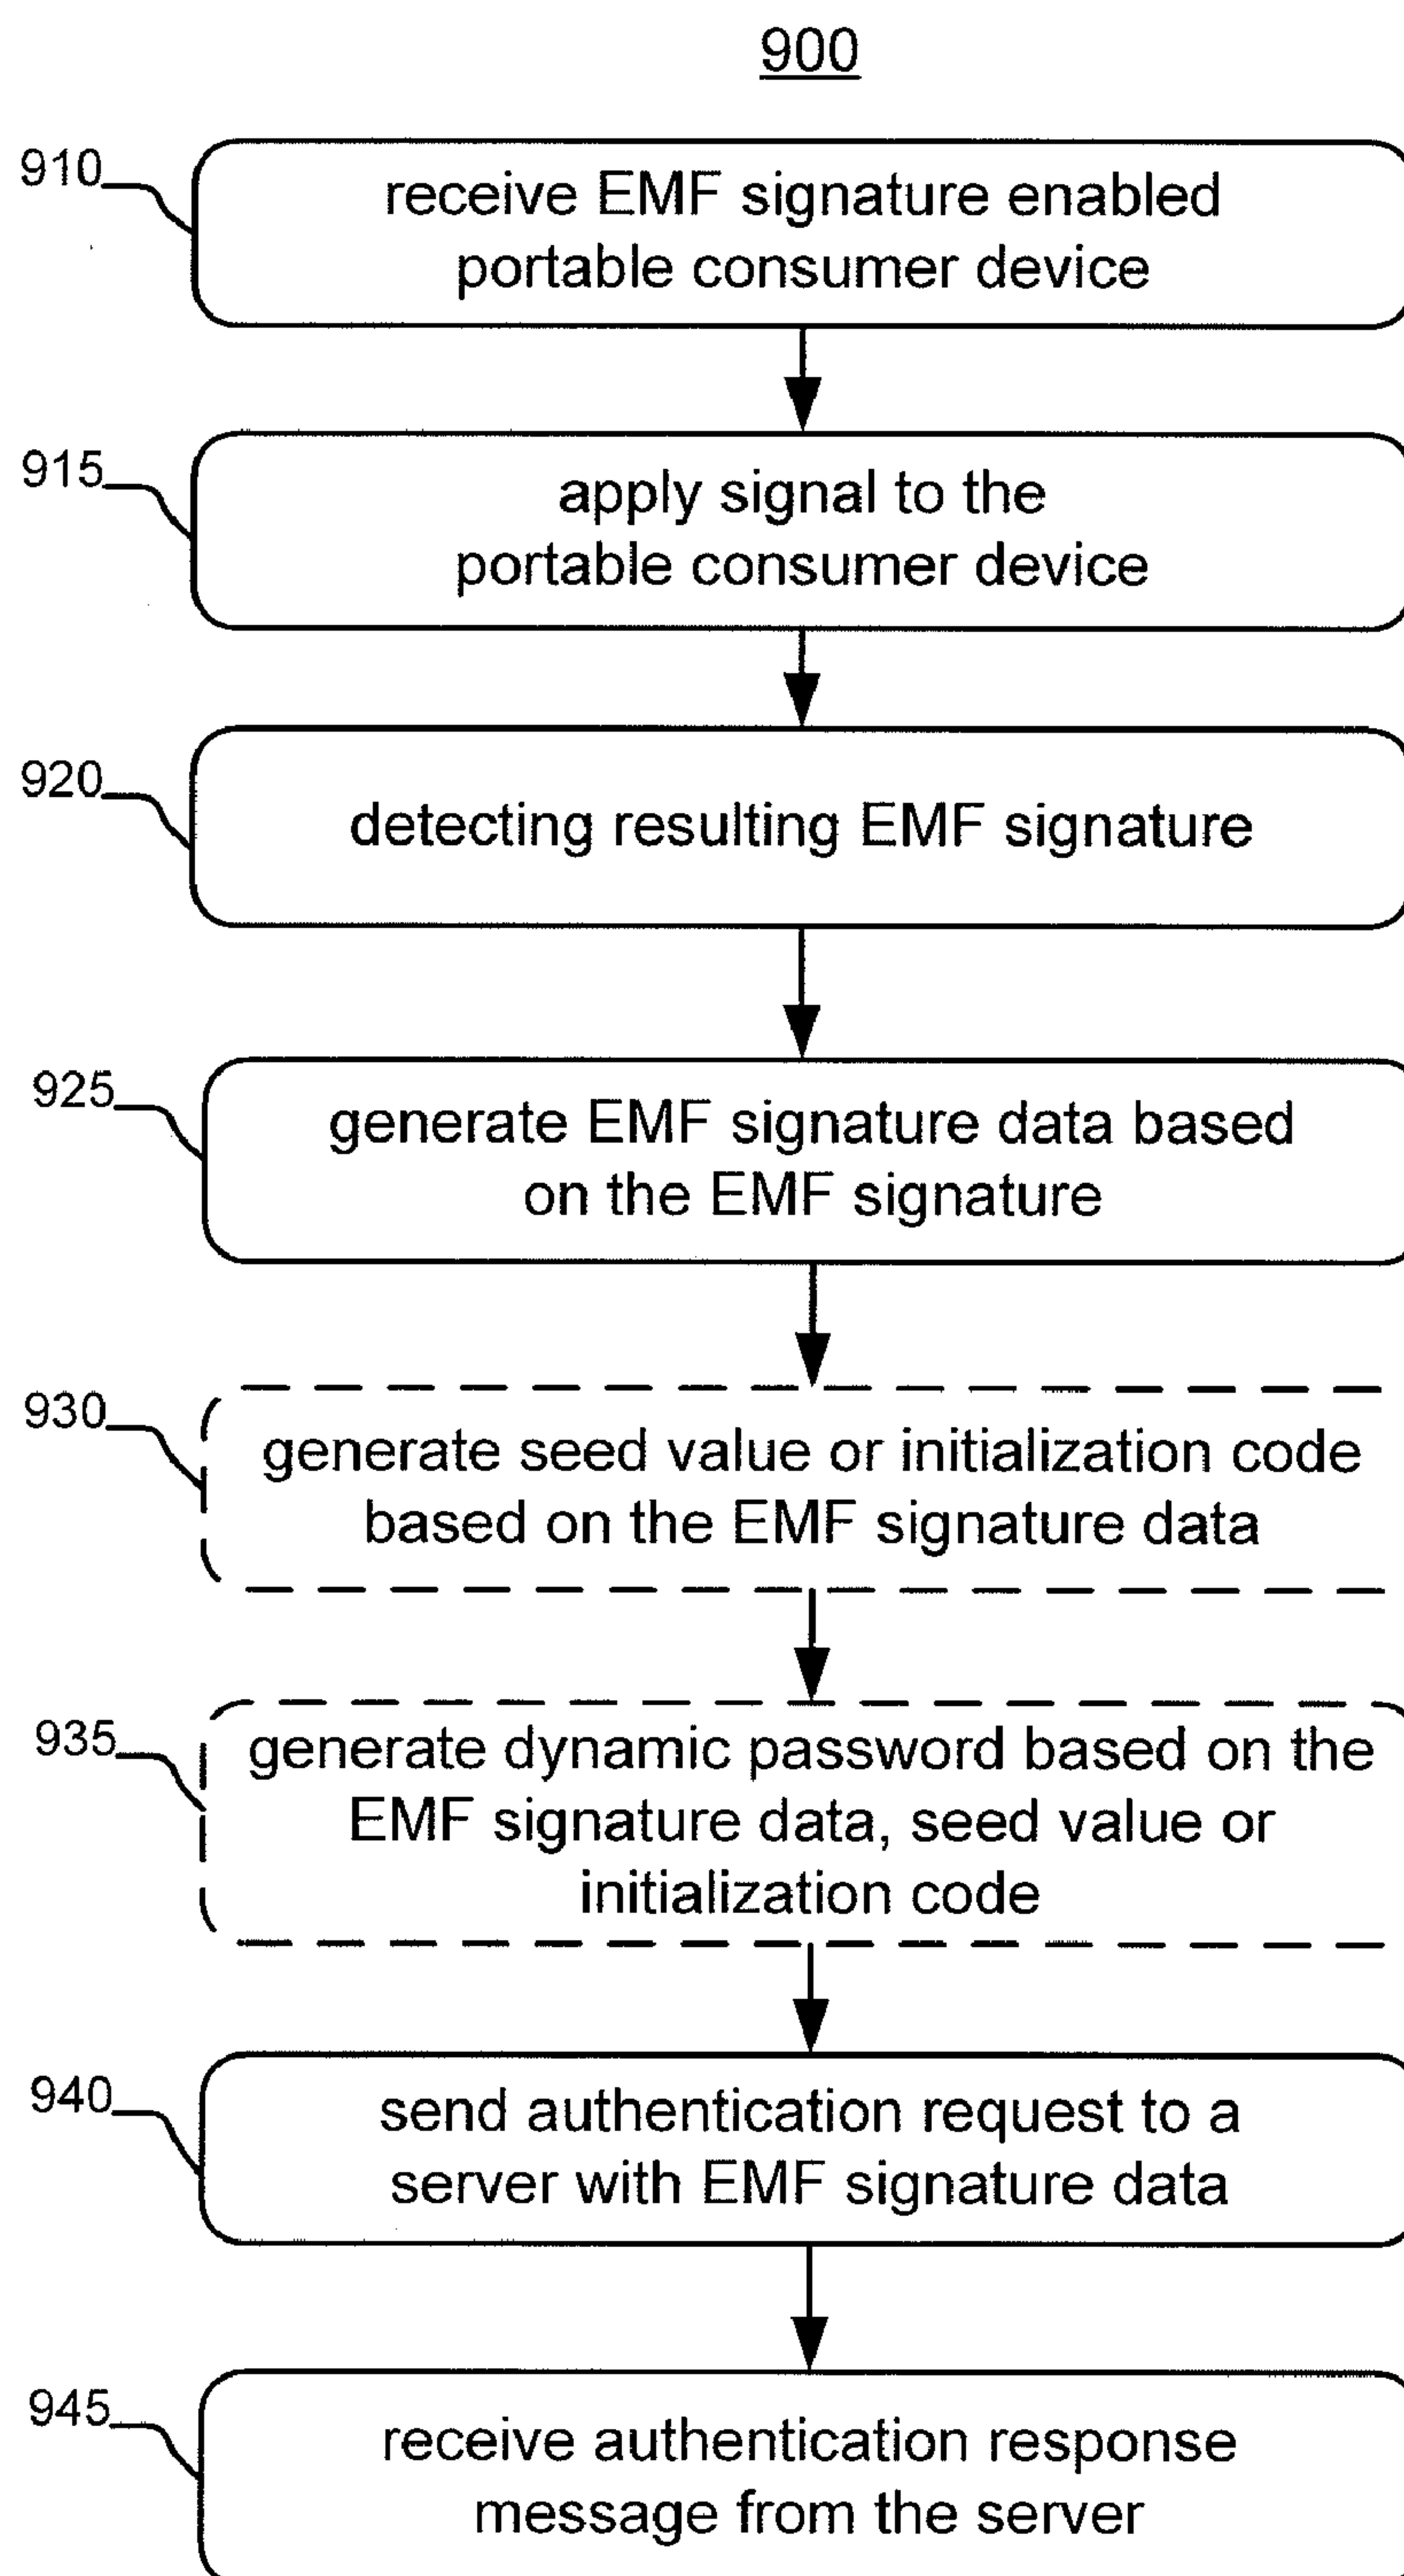 900
910
receive EMF signature enabled
portable consumer device
915
apply signal to the
portable consumer device
920
detecting resulting EMF signature
925
generate EMF signature data based
on the EMF signature
930
generate seed value or initialization code
based on the EMF signature data
935
generate dynamic password based on the
EMF signature data, seed value or
initialization code
940
send authentication request to a
server with EMF signature data
945
receive authentication response
message from the server